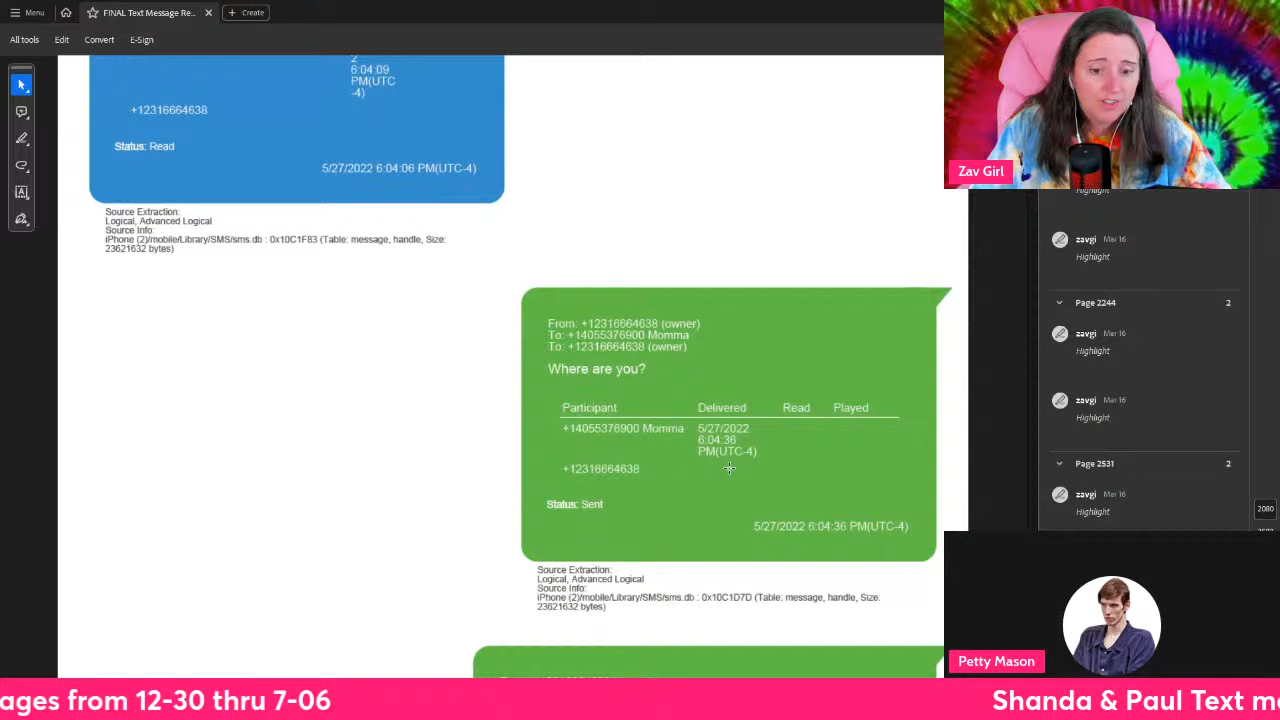 Menu
FINAL Text Message Re...
Create
All tools
Edit
Convert
E-Sign
2
6:04:09
PM(UTC
-4)
+12316664638
Status: Read
5/27/2022 6:04:06 PM(UTC-4)
Source Extraction:
Logical, Advanced Logical
Source Info:
iPhone (2)/mobile/Library/SMS/sms.db : 0x10C1F83 (Table: message, handle, Size:
23621632 bytes)
From: +12316664638 (owner)
To: +14055376900 Momma
To: +12316664638 (owner)
Where are you?
Participant Delivered Read Played
+14055376900 Momma 5/27/2022
6:04:36
PM(UTC-4)
+12316664638
Status: Sent
5/27/2022 6:04:36 PM(UTC-4)
Source Extraction:
Logical, Advanced Logical
Source Info:
iPhone (2)/mobile/Library/SMS/sms.db : 0x10C1D7D (Table: message, handle, Size:
23621632 bytes)
Zav Girl
Highlight
zavgi Mar 16
Highlight
Page 2244 2
zavgi Mar 16
Highlight
zavgi Mar 16
Highlight
Page 2531 2
zavgi Mar 16
Highlight
2080
Petty Mason
ages from 12-30 thru 7-06
Shanda & Paul Text me